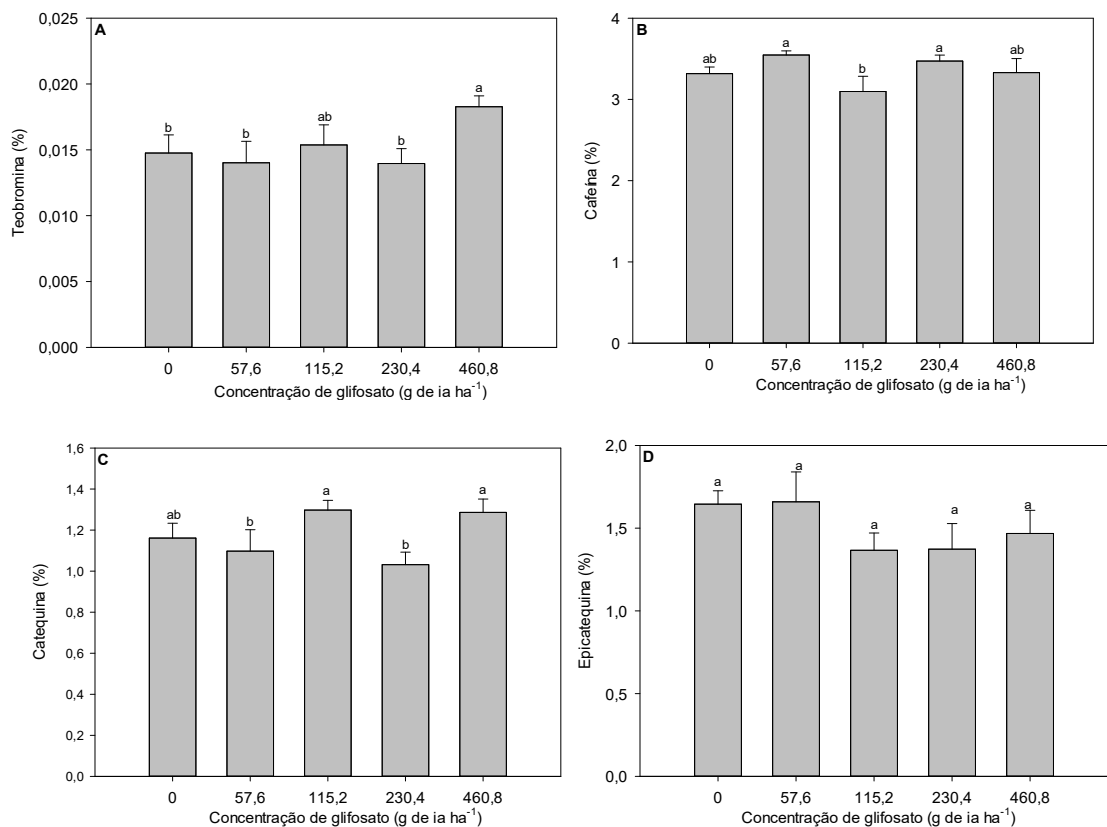 A
Teobromina (%)
0,025
0,020
0,015
0,010
0,005
0,000
b
b
ab
b
a
0
57,6
115,2
230,4
460,8
Concentração de glifosato (g de ia ha⁻¹)
B
Cafeína (%)
4
3
2
1
0
ab
a
b
a
ab
0
57,6
115,2
230,4
460,8
Concentração de glifosato (g de ia ha⁻¹)
C
Catequina (%)
1,6
1,4
1,2
1,0
0,8
0,6
0,4
0,2
0,0
ab
b
a
b
a
0
57,6
115,2
230,4
460,8
Concentração de glifosato (g de ia ha⁻¹)
D
Epicatequina (%)
2,0
1,5
1,0
0,5
0,0
a
a
a
a
a
0
57,6
115,2
230,4
460,8
Concentração de glifosato (g de ia ha⁻¹)